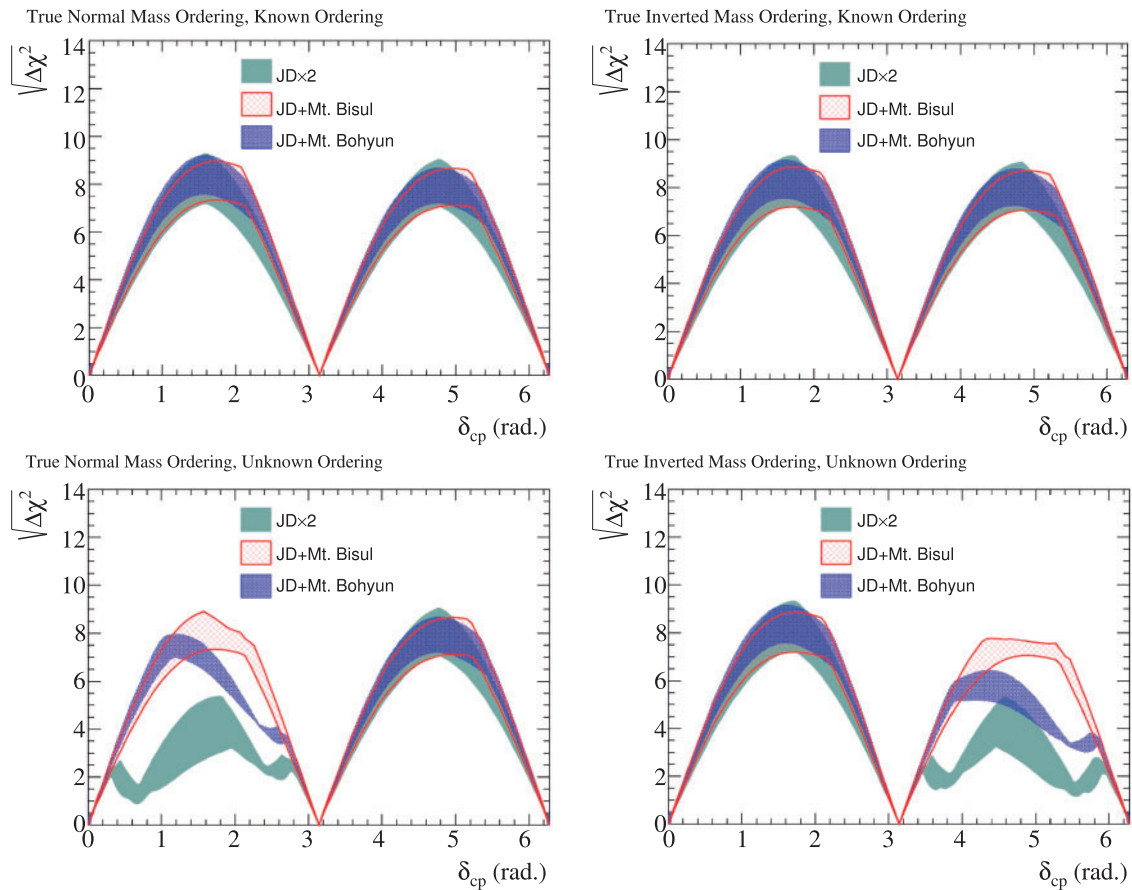 True Normal Mass Ordering, Known Ordering
√Δχ²
14
12
10
8
6
4
2
0
JD×2
JD+Mt. Bisul
JD+Mt. Bohyun
0 1 2 3 4 5 6
δcp (rad.)
True Inverted Mass Ordering, Known Ordering
√Δχ²
14
12
10
8
6
4
2
0
JD×2
JD+Mt. Bisul
JD+Mt. Bohyun
0 1 2 3 4 5 6
δcp (rad.)
True Normal Mass Ordering, Unknown Ordering
√Δχ²
14
12
10
8
6
4
2
0
JD×2
JD+Mt. Bisul
JD+Mt. Bohyun
0 1 2 3 4 5 6
δcp (rad.)
True Inverted Mass Ordering, Unknown Ordering
√Δχ²
14
12
10
8
6
4
2
0
JD×2
JD+Mt. Bisul
JD+Mt. Bohyun
0 1 2 3 4 5 6
δcp (rad.)